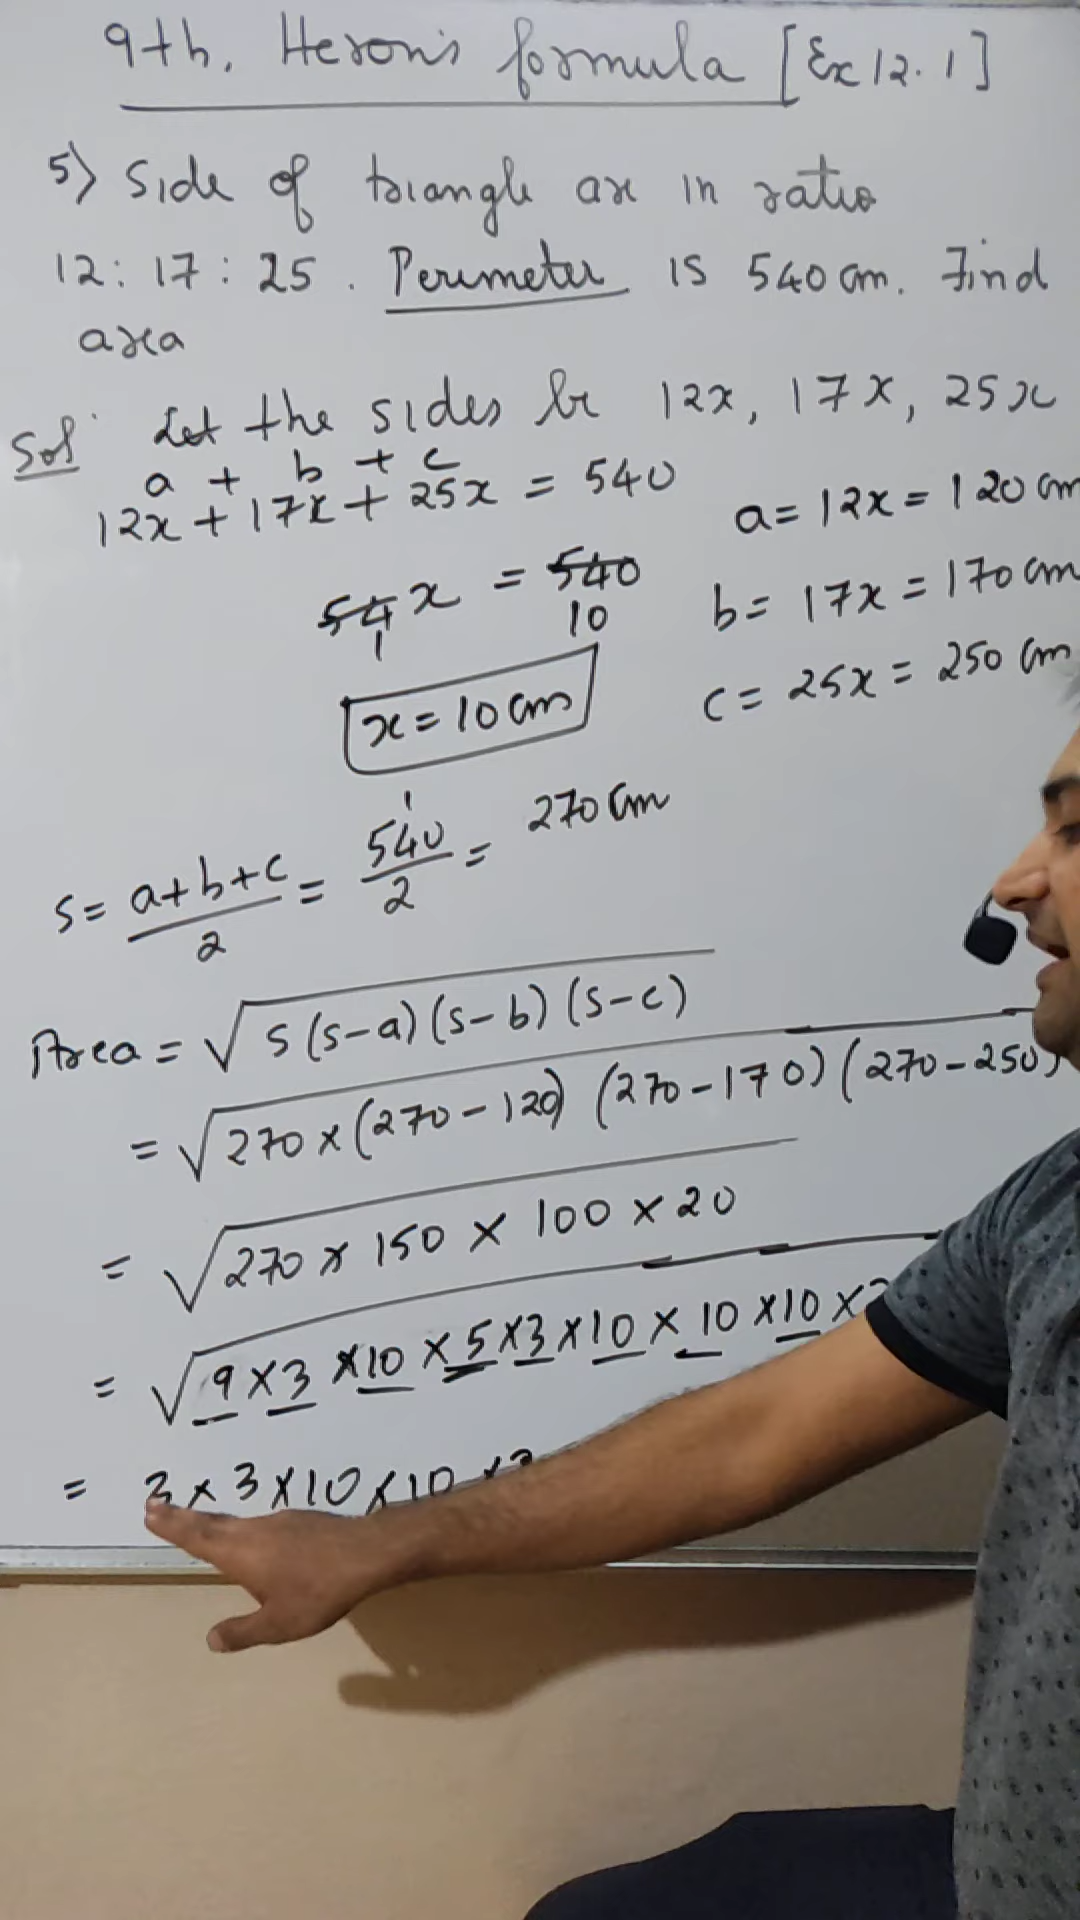 9th. Heron's formula [Ex 12.1]
5) Side of triangle are in ratio
12 : 17 : 25 . Perimeter is 540 cm. Find
area
Sol. Let the sides be 12x, 17x, 25x
a + b + c
12x + 17x + 25x = 540
54x = 540
1 10
x = 10 cm
a = 12x = 120 cm
b = 17x = 170 cm
c = 25x = 250 cm
s = a+b+c/2 = 540/2 = 270 cm
Area = √s(s-a)(s-b)(s-c)
= √270 × (270-120) (270-170) (270-250)
= √270 × 150 × 100 × 20
= √9 × 3 × 10 × 5 × 3 × 10 × 10 × 10 ×
= 3 × 3 × 10 × 10 ×